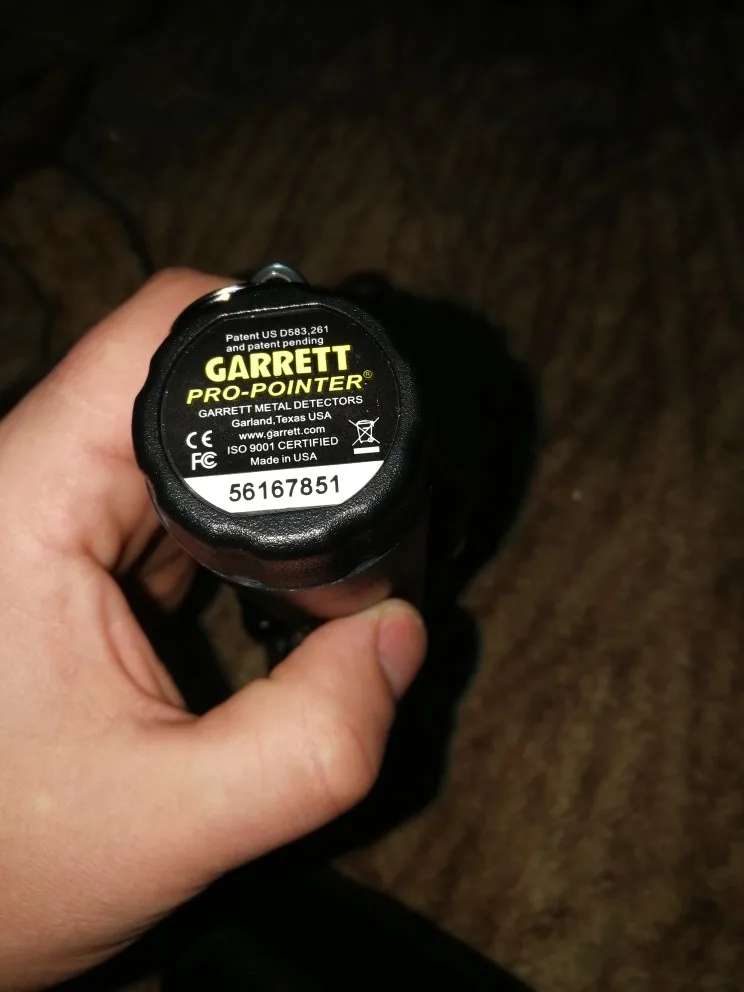 Patent US D583,261
and patent pending
GARRETT
PRO-POINTER®
GARRETT METAL DETECTORS
Garland, Texas USA
www.garrett.com
CE
ISO 9001 CERTIFIED
FC
Made in USA
56167851